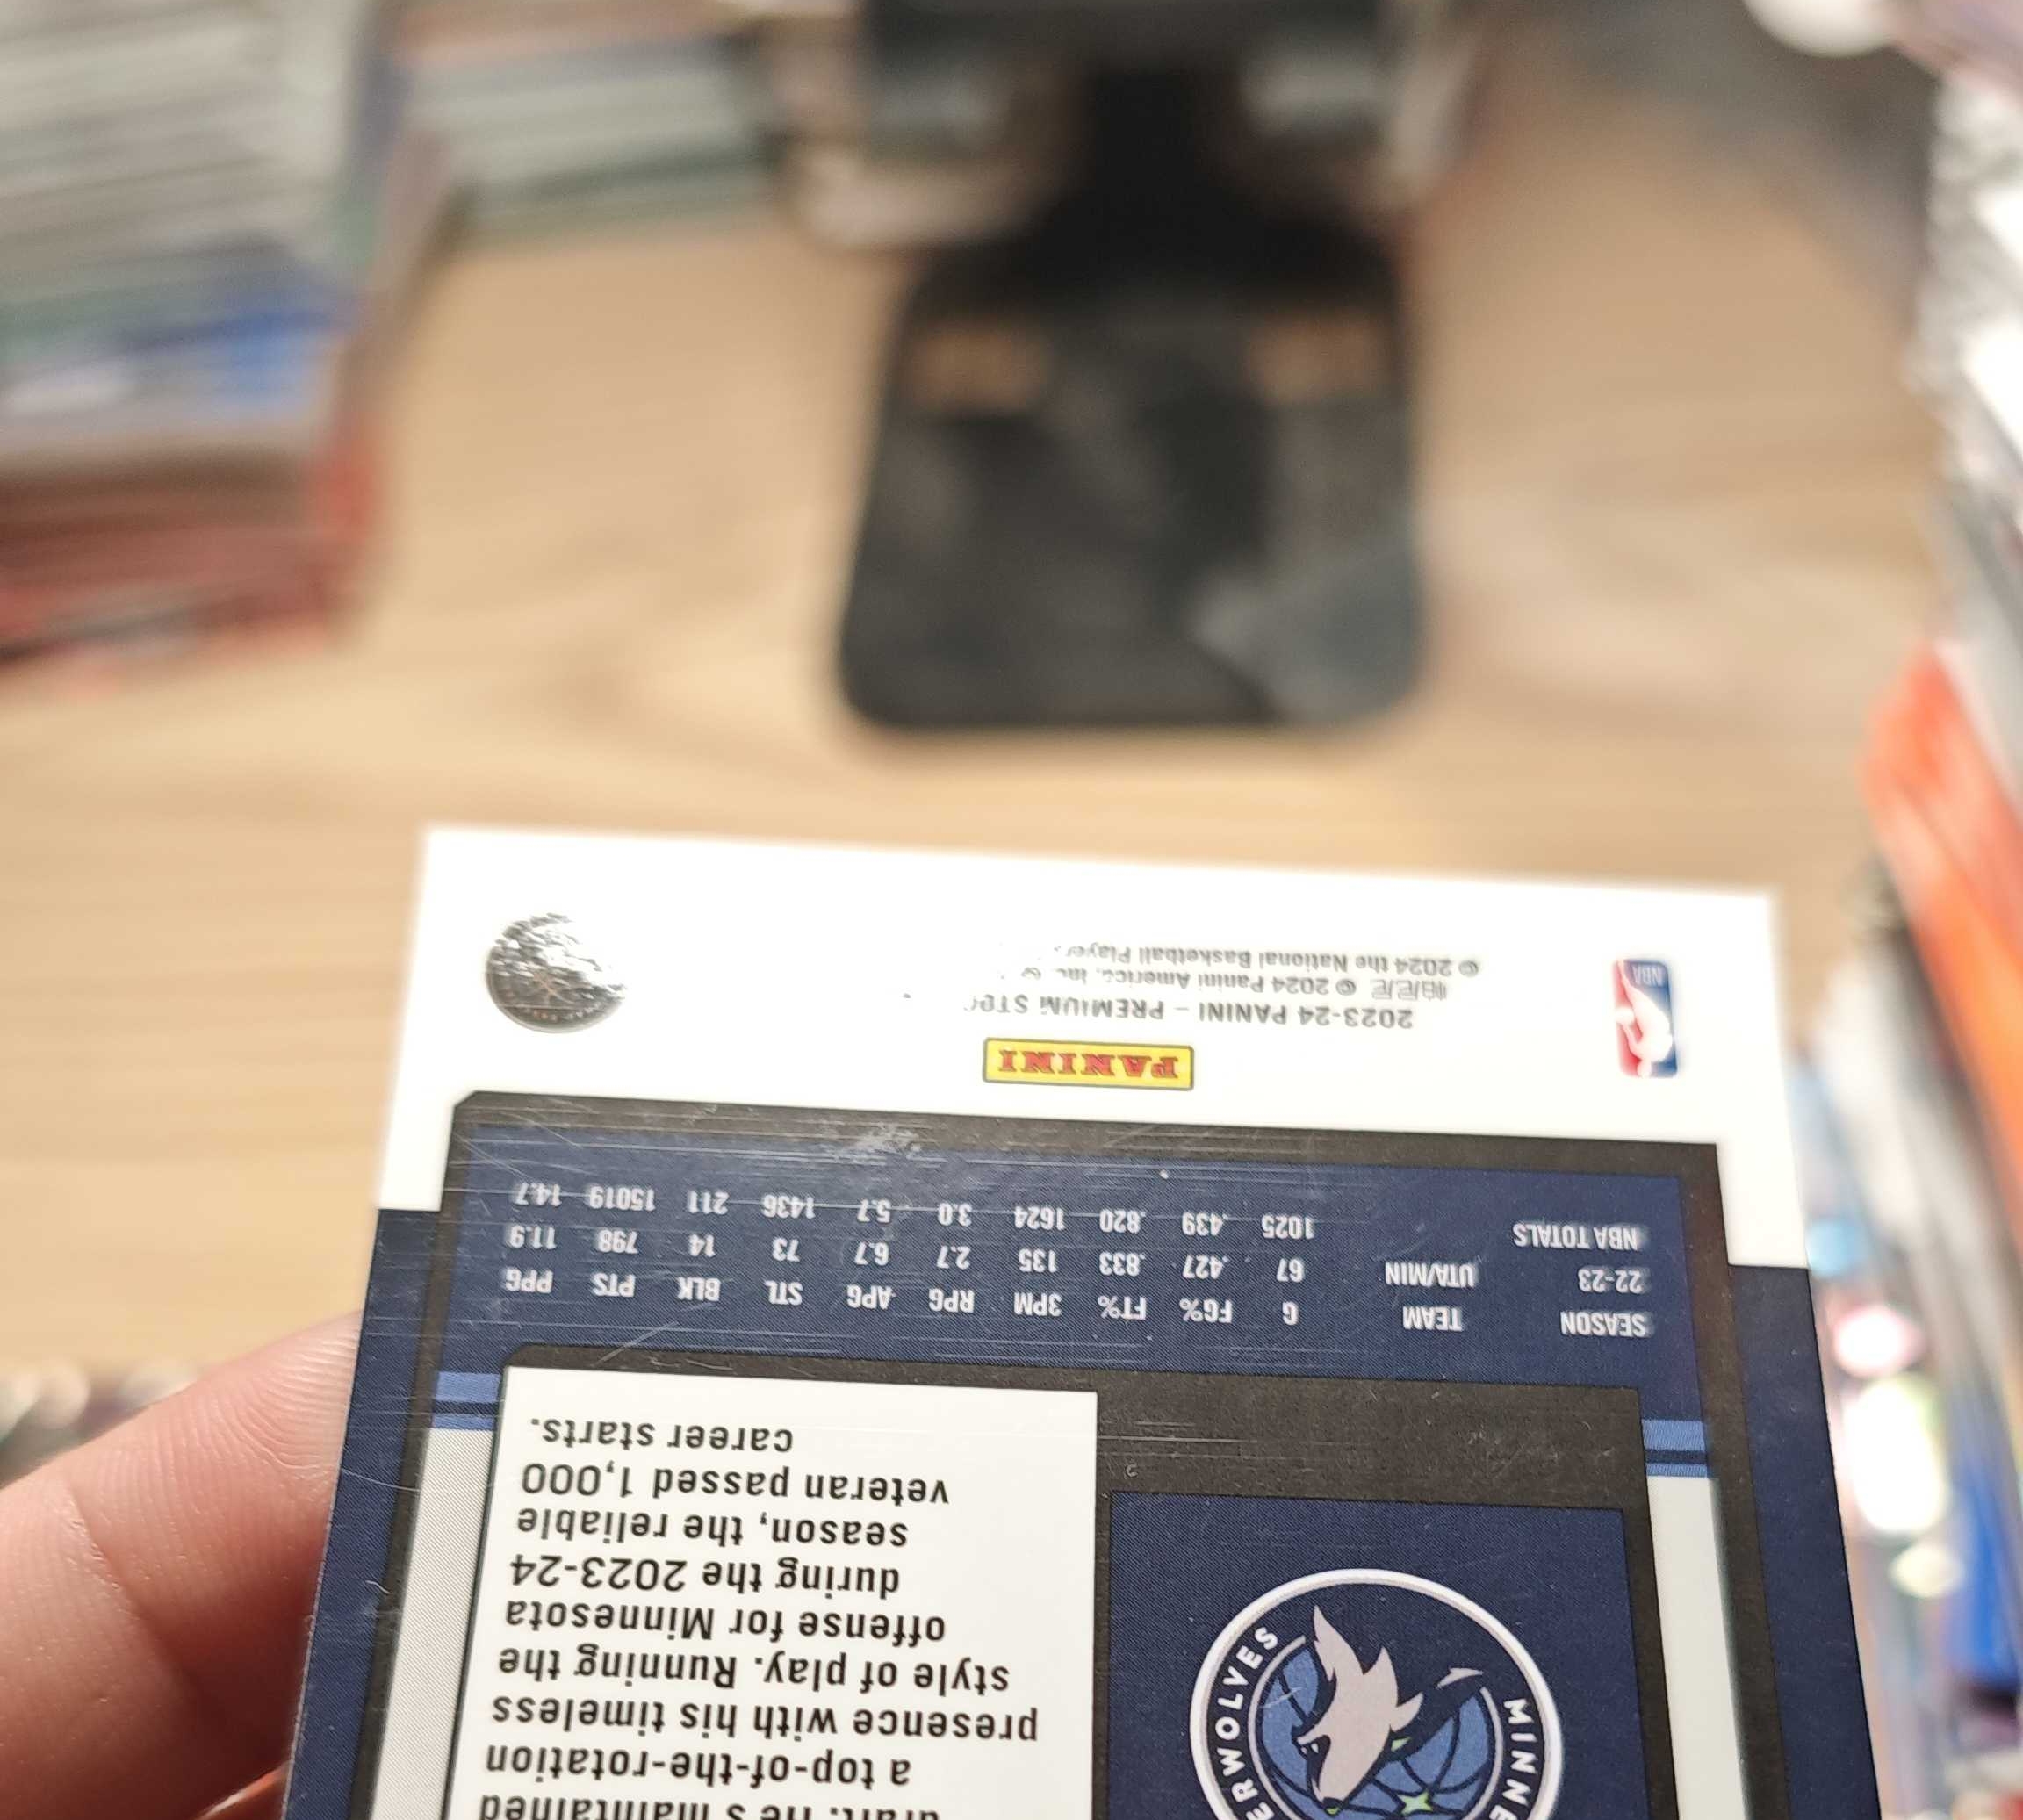 MINNE
ERWOLVES
a top-of-the-rotation
presence with his timeless
style of play. Running the
offense for Minnesota
during the 2023-24
season, the reliable
veteran passed 1,000
career starts.
SEASON TEAM G FG% FT% 3PM RPG APG STL BLK PTS PPG
22-23 UTA/MIN 67 .427 .833 135 2.7 6.7 73 14 798 11.9
NBA TOTALS 1025 .439 .820 1624 3.0 5.7 1436 211 15019 14.7
PANINI
2023-24 PANINI – PREMIUM
帕尼尼 © 2024 Panini America, Inc. ©
© 2024 the National Basketball
NBA